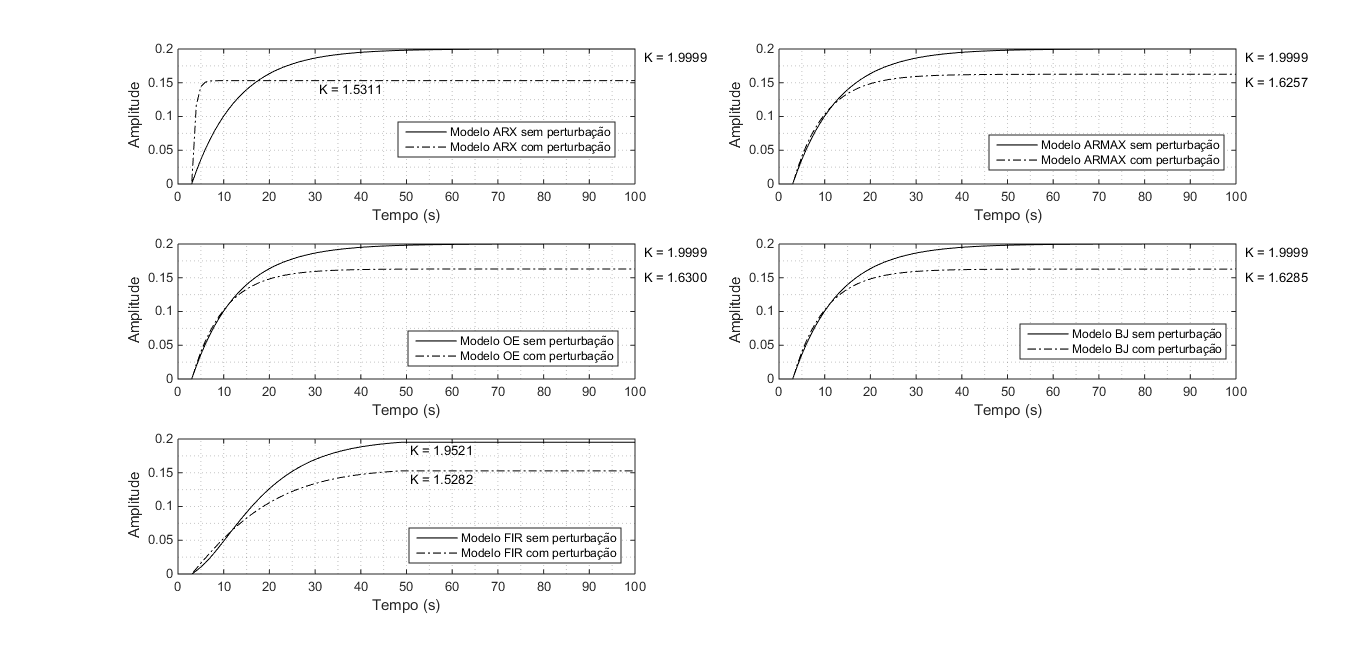 0.2
0.15
0.1
0.05
0
Amplitude
K = 1.9999
K = 1.5311
Modelo ARX sem perturbação
Modelo ARX com perturbação
0 10 20 30 40 50 60 70 80 90 100
Tempo (s)
0.2
0.15
0.1
0.05
0
Amplitude
K = 1.9999
K = 1.6257
Modelo ARMAX sem perturbação
Modelo ARMAX com perturbação
0 10 20 30 40 50 60 70 80 90 100
Tempo (s)
0.2
0.15
0.1
0.05
0
Amplitude
K = 1.9999
K = 1.6300
Modelo OE sem perturbação
Modelo OE com perturbação
0 10 20 30 40 50 60 70 80 90 100
Tempo (s)
0.2
0.15
0.1
0.05
0
Amplitude
K = 1.9999
K = 1.6285
Modelo BJ sem perturbação
Modelo BJ com perturbação
0 10 20 30 40 50 60 70 80 90 100
Tempo (s)
0.2
0.15
0.1
0.05
0
Amplitude
K = 1.9521
K = 1.5282
Modelo FIR sem perturbação
Modelo FIR com perturbação
0 10 20 30 40 50 60 70 80 90 100
Tempo (s)